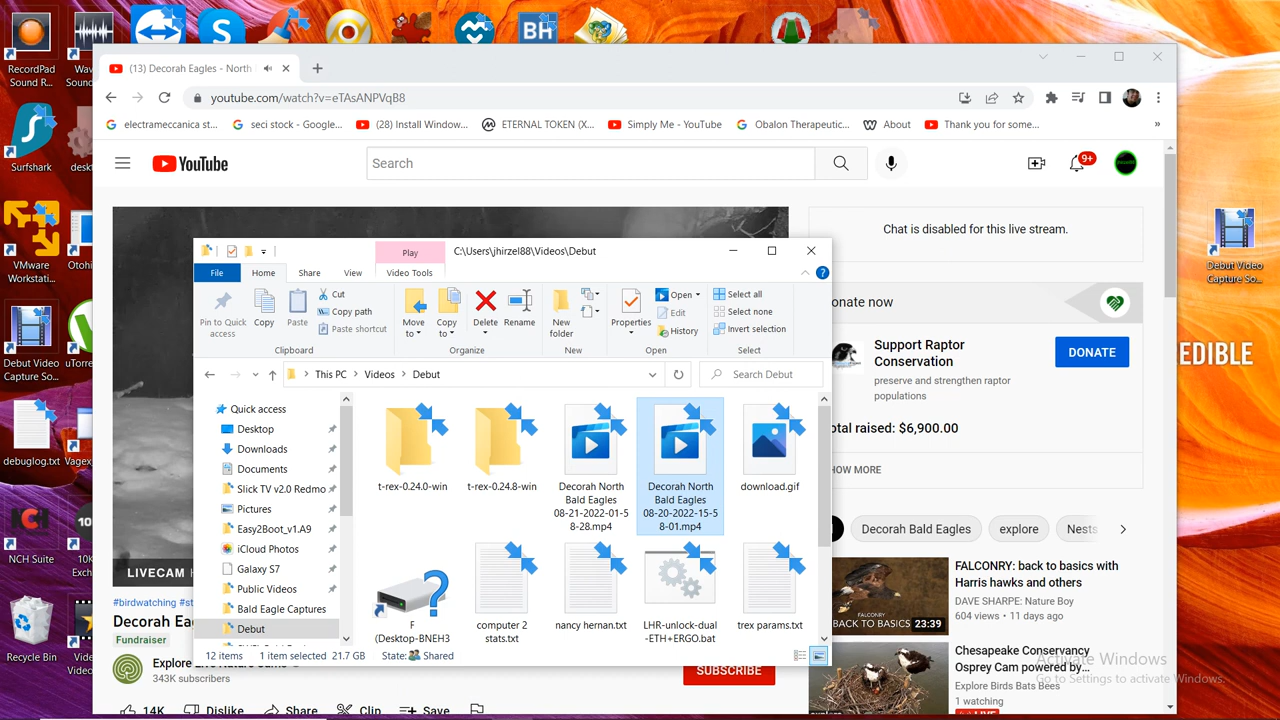 RecordPad
Sound R...
Wav
Soun
S
BH
Surfshark
desk
VMware
Workstati...
Otohi
Debut Video
Capture So...
uTorre
debuglog.txt
Vagex
NCH Suite
10K
Exch
Recycle Bin
Vide
Vide
Debut Video
Capture So...
EDIBLE
(13) Decorah Eagles - North
youtube.com/watch?v=eTAsANPVqB8
electrameccanica st...
seci stock - Google...
(28) Install Window...
ETERNAL TOKEN (X...
Simply Me - YouTube
Obalon Therapeutic...
About
Thank you for some...
»
YouTube
Search
9+
Chat is disabled for this live stream.
onate now
Support Raptor
Conservation
preserve and strengthen raptor
populations
DONATE
otal raised: $6,900.00
HOW MORE
Decorah Bald Eagles
explore
Nests
FALCONRY: back to basics with
Harris hawks and others
DAVE SHARPE: Nature Boy
604 views • 11 days ago
BACK TO BASICS
23:39
Chesapeake Conservancy
Osprey Cam powered by...
Explore Birds Bats Bees
1 watching
Activate Windows
Go to Settings to activate Windows.
Play
C:\Users\jhirzel88\Videos\Debut
File
Home
Share
View
Video Tools
Pin to Quick
access
Copy
Paste
Cut
Copy path
Paste shortcut
Clipboard
Move
to
Copy
to
Delete
Rename
Organize
New
folder
New
Properties
Open
Edit
History
Open
Select all
Select none
Invert selection
Select
This PC
Videos
Debut
Search Debut
Quick access
Desktop
Downloads
Documents
Slick TV v2.0 Redmo
Pictures
Easy2Boot_v1.A9
iCloud Photos
Galaxy S7
Public Videos
Bald Eagle Captures
Debut
t-rex-0.24.0-win
t-rex-0.24.8-win
Decorah North
Bald Eagles
08-21-2022-01-5
8-28.mp4
Decorah North
Bald Eagles
08-20-2022-15-5
8-01.mp4
download.gif
F
(Desktop-BNEH3
computer 2
stats.txt
nancy hernan.txt
LHR-unlock-dual
-ETH+ERGO.bat
trex params.txt
12 items
1 item selected
21.7 GB
State:
Shared
LIVECAM
#birdwatching
Decorah Ea
Fundraiser
343K subscribers
SUBSCRIBE
14K
Dislike
Share
Clip
Save